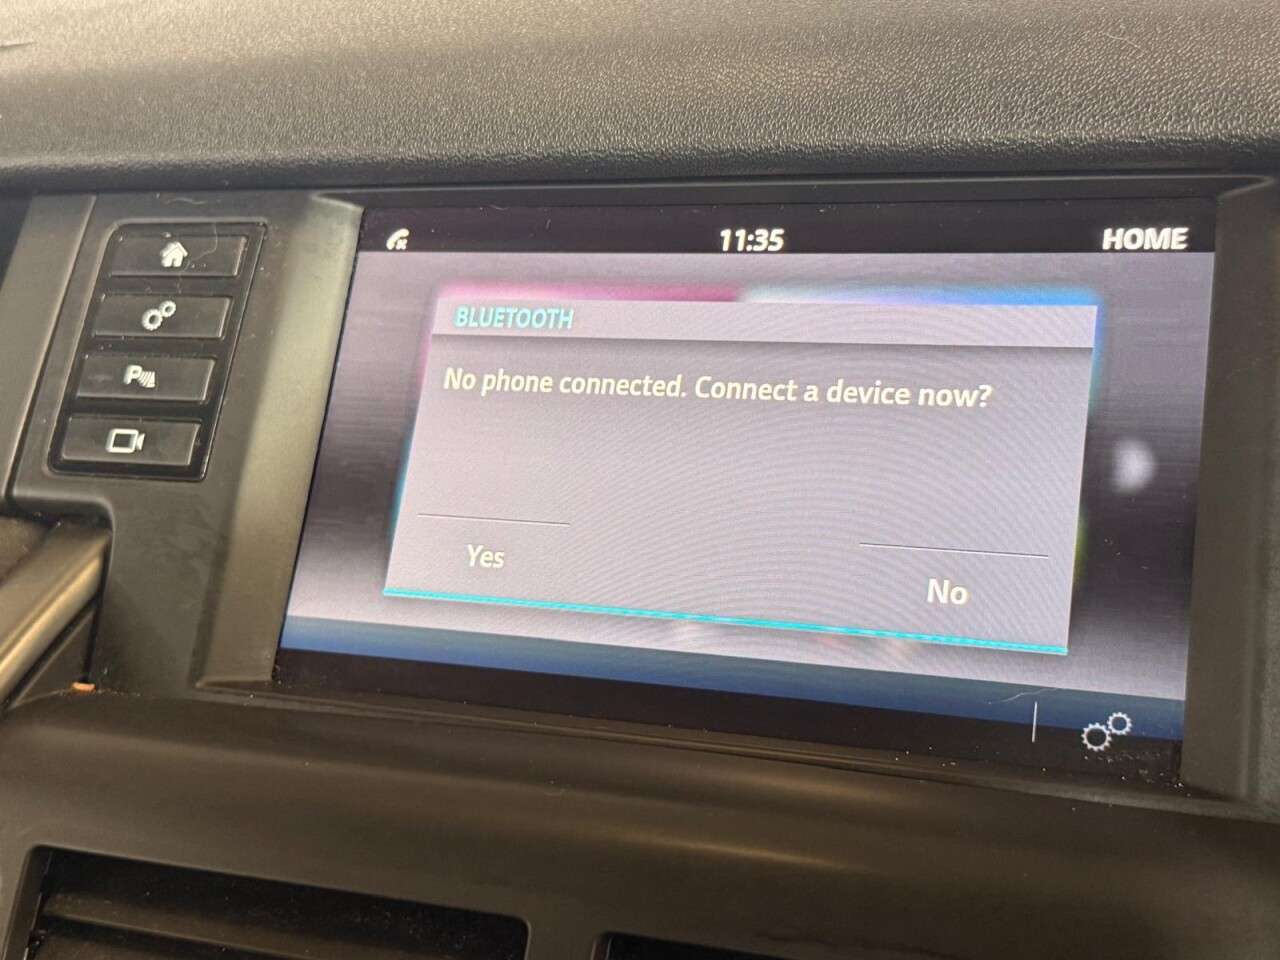 11:35
HOME
BLUETOOTH
No phone connected. Connect a device now?
Yes
No
P